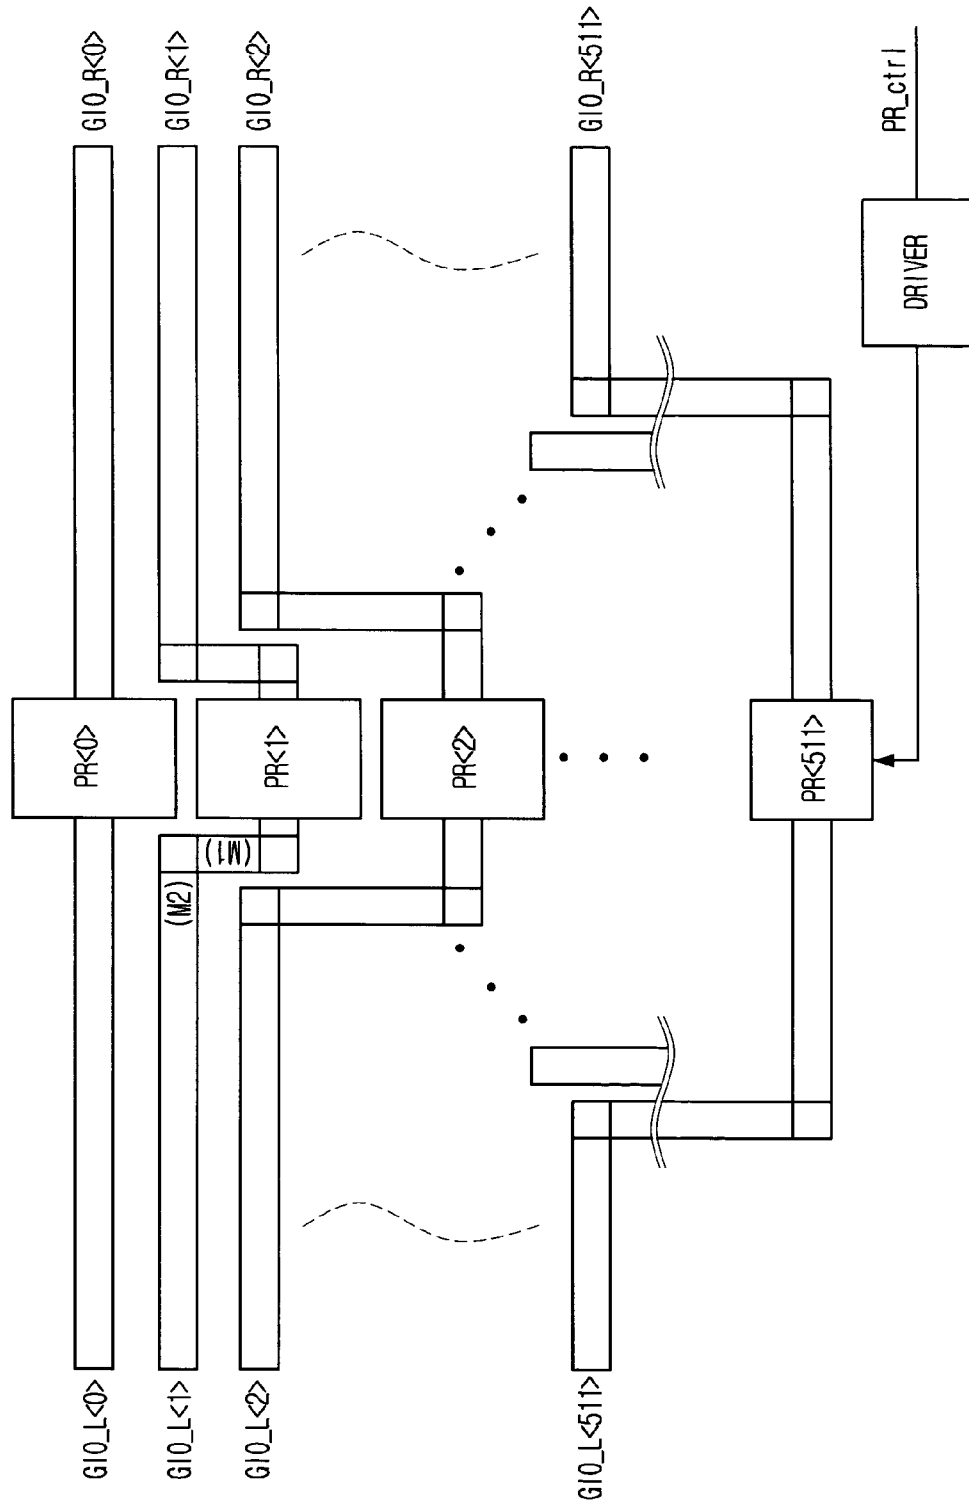 GIO_L<0>
PR<0>
GIO_R<0>
GIO_L<1>
(M2)
(M1)
PR<1>
GIO_R<1>
GIO_L<2>
PR<2>
GIO_R<2>
GIO_L<511>
PR<511>
GIO_R<511>
DRIVER
PR_ctrl